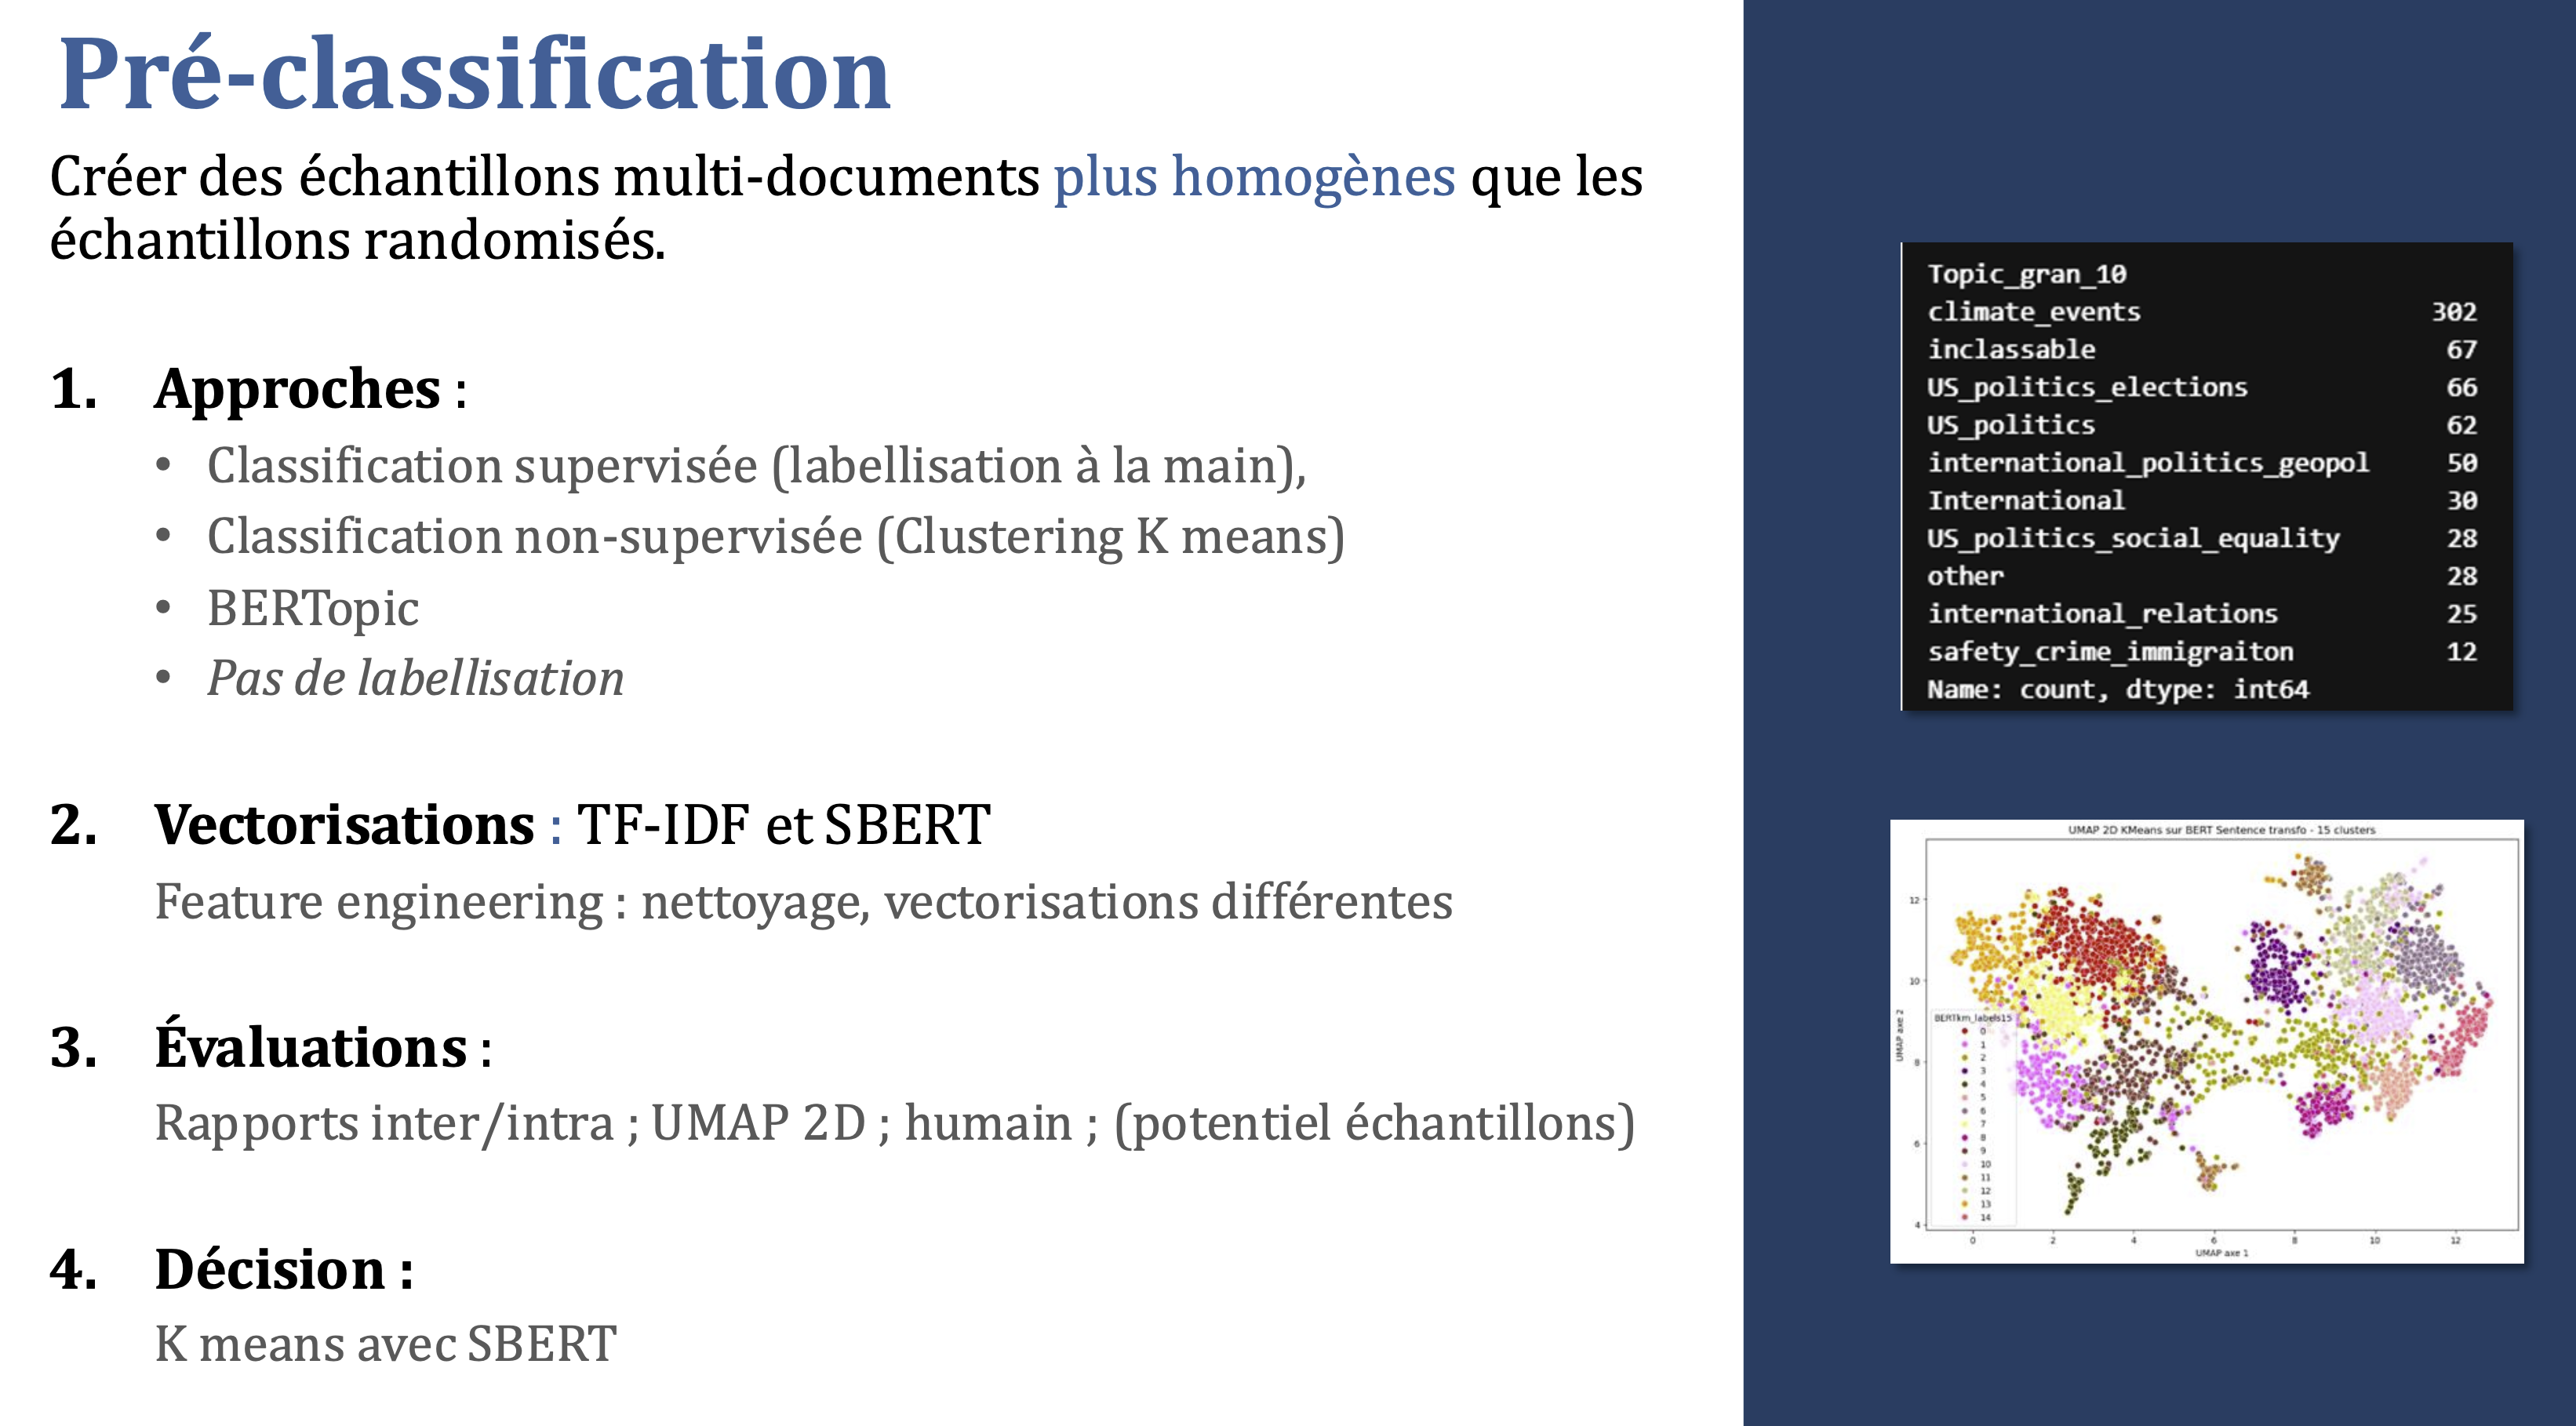 Pré-classification
Créer des échantillons multi-documents plus homogènes que les
échantillons randomisés.
1. Approches :
• Classification supervisée (labellisation à la main),
• Classification non-supervisée (Clustering K means)
• BERTopic
• Pas de labellisation
2. Vectorisations : TF-IDF et SBERT
Feature engineering : nettoyage, vectorisations différentes
3. Évaluations :
Rapports inter/intra ; UMAP 2D ; humain ; (potentiel échantillons)
4. Décision :
K means avec SBERT
Topic_gran_10
climate_events 302
inclassable 67
US_politics_elections 66
US_politics 62
international_politics_geopol 50
International 30
US_politics_social_equality 28
other 28
international_relations 25
safety_crime_immigraiton 12
Name: count, dtype: int64
UMAP 2D KMeans sur BERT Sentence transfo - 15 clusters
UMAP axe 2
12
10
8
6
4
BERTkm_labels15
0
1
2
3
4
5
6
7
8
9
10
11
12
13
14
0 2 4 6 8 10 12
UMAP axe 1